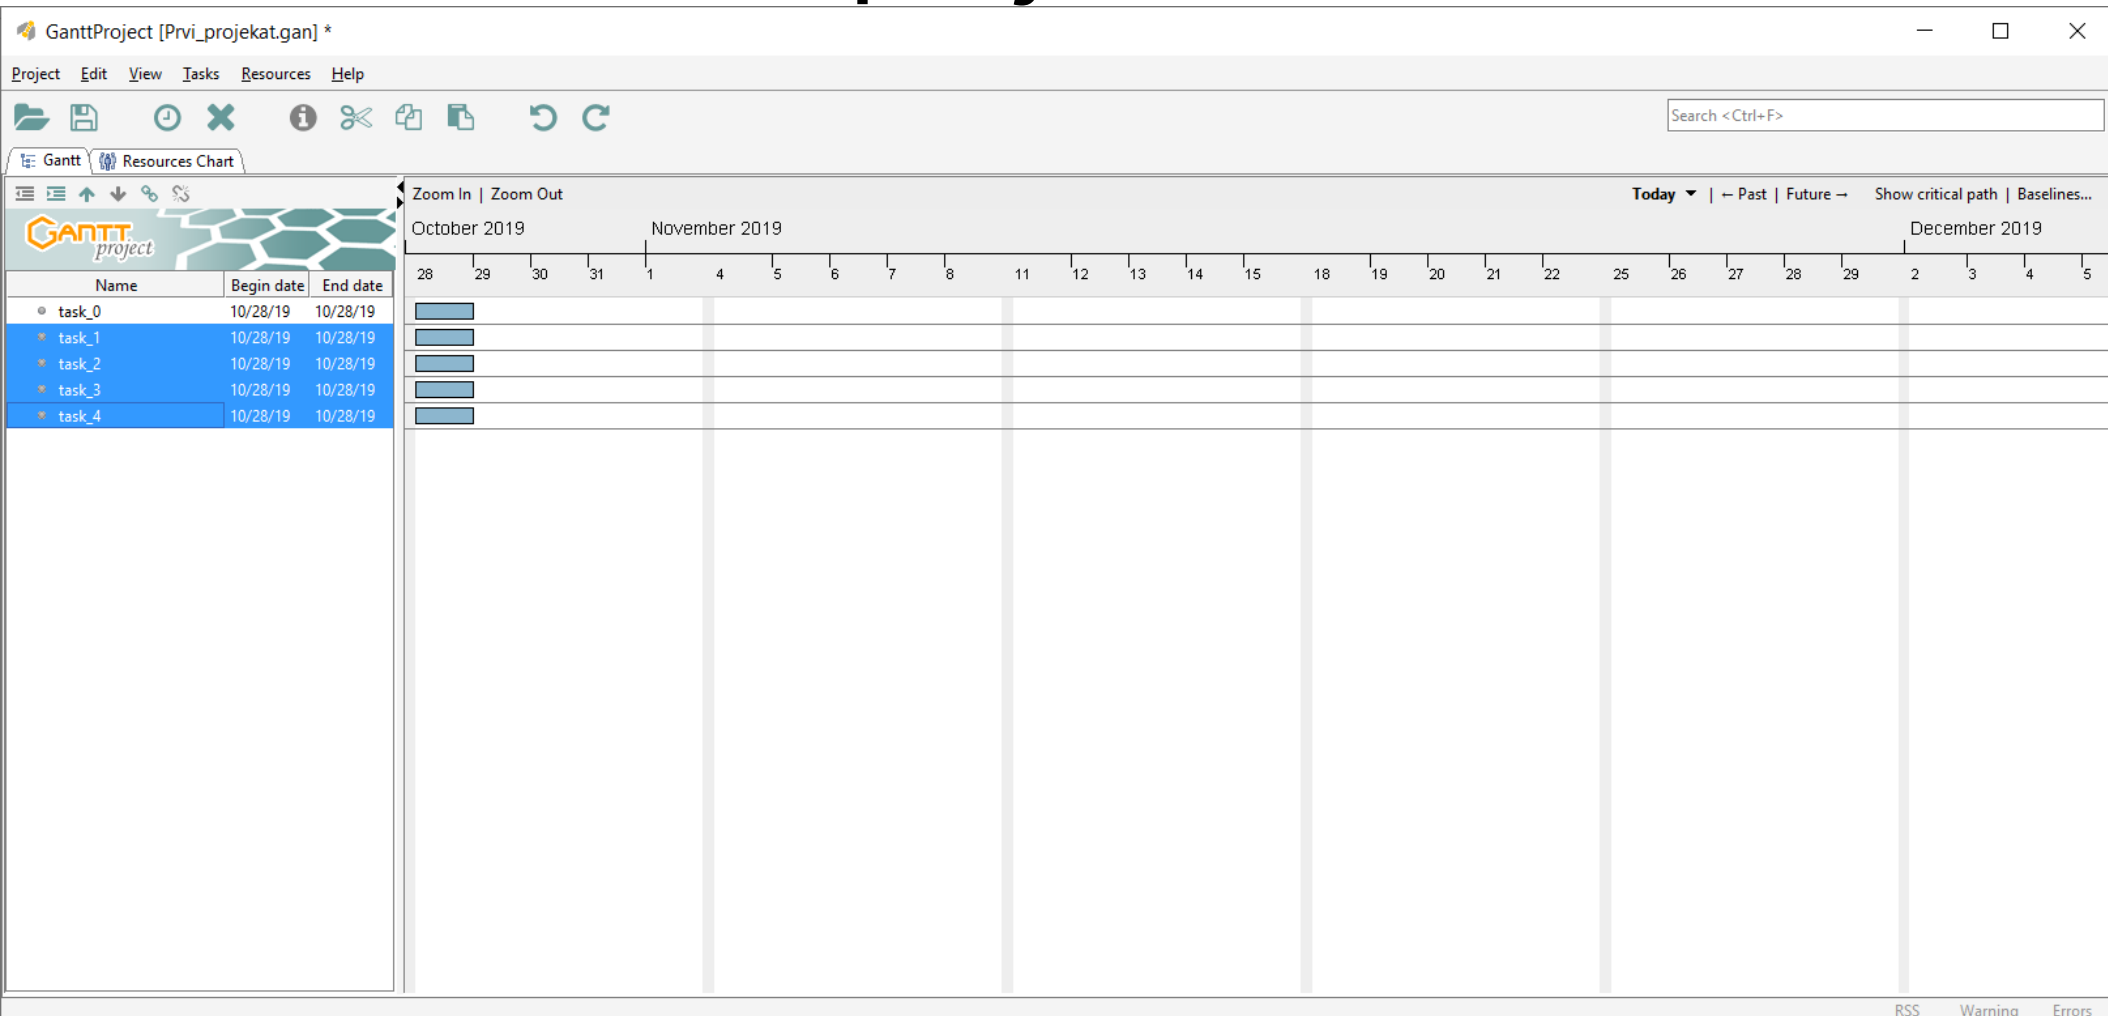 GanttProject [Prvi_projekat.gan] *
Project Edit View Tasks Resources Help
Search <Ctrl+F>
Gantt Resources Chart
Zoom In | Zoom Out Today ▼ | ← Past | Future → Show critical path | Baselines...
GANTT project
October 2019 November 2019 December 2019
28 29 30 31 1 4 5 6 7 8 11 12 13 14 15 18 19 20 21 22 25 26 27 28 29 2 3 4 5
Name Begin date End date
task_0 10/28/19 10/28/19
task_1 10/28/19 10/28/19
task_2 10/28/19 10/28/19
task_3 10/28/19 10/28/19
task_4 10/28/19 10/28/19
RSS Warning Errors